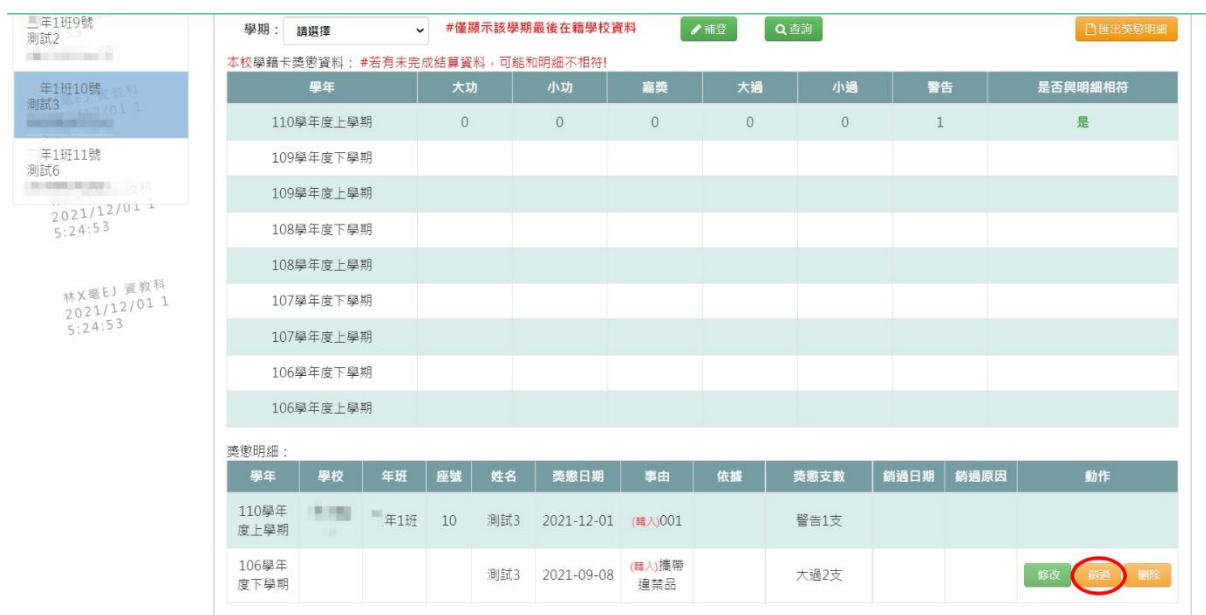 年1班9號
測試2
學期：
請選擇
#僅顯示該學期最後在籍學校資料
補登
查詢
匯出獎懲明細
年1班10號
測試3
年1班11號
測試6
2021/12/01 1
5:24:53
林X毫EJ 資教科
2021/12/01 1
5:24:53
本校學籍卡獎懲資料：#若有未完成結算資料，可能和明細不相符!
學年 大功 小功 嘉獎 大過 小過 警告 是否與明細相符
110學年度上學期 0 0 0 0 0 1 是
109學年度下學期
109學年度上學期
108學年度下學期
108學年度上學期
107學年度下學期
107學年度上學期
106學年度下學期
106學年度上學期
獎懲明細：
學年 學校 年班 座號 姓名 獎懲日期 事由 依據 獎懲支數 銷過日期 銷過原因 動作
110學年
度上學期
年1班 10 測試3 2021-12-01 (轉入)001 警告1支
106學年
度下學期
測試3 2021-09-08
(轉入)攜帶
違禁品
大過2支
修改 銷過 刪除